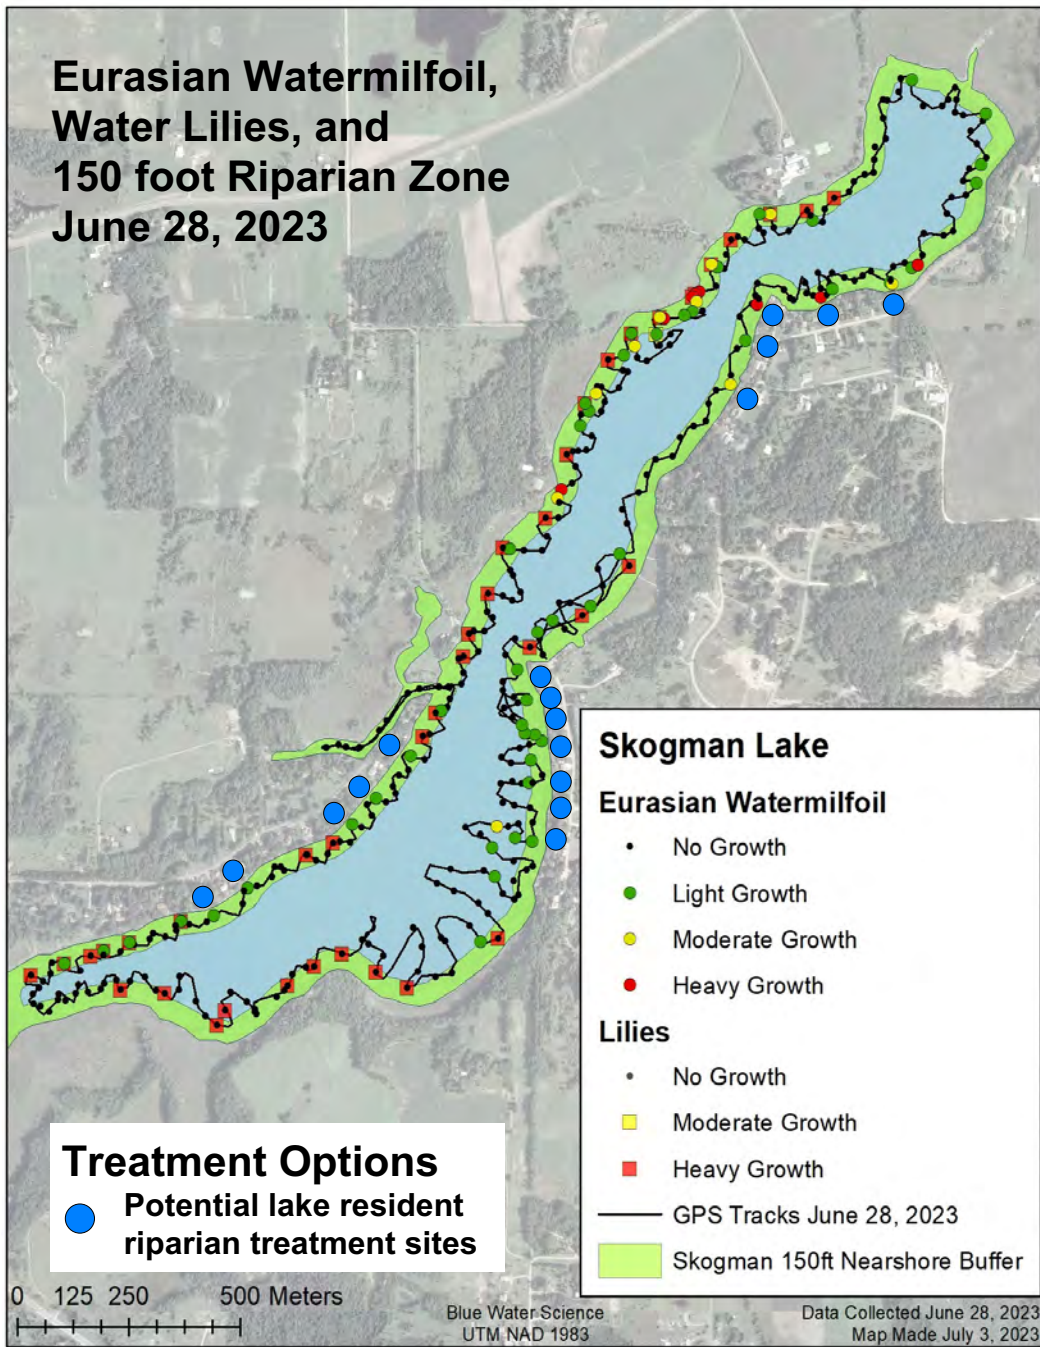 Eurasian Watermilfoil,
Water Lilies, and
150 foot Riparian Zone
June 28, 2023
Skogman Lake
Eurasian Watermilfoil
No Growth
Light Growth
Moderate Growth
Heavy Growth
Lilies
No Growth
Moderate Growth
Heavy Growth
GPS Tracks June 28, 2023
Skogman 150ft Nearshore Buffer
Treatment Options
Potential lake resident
riparian treatment sites
0 125 250 500 Meters
Blue Water Science
UTM NAD 1983
Data Collected June 28, 2023
Map Made July 3, 2023